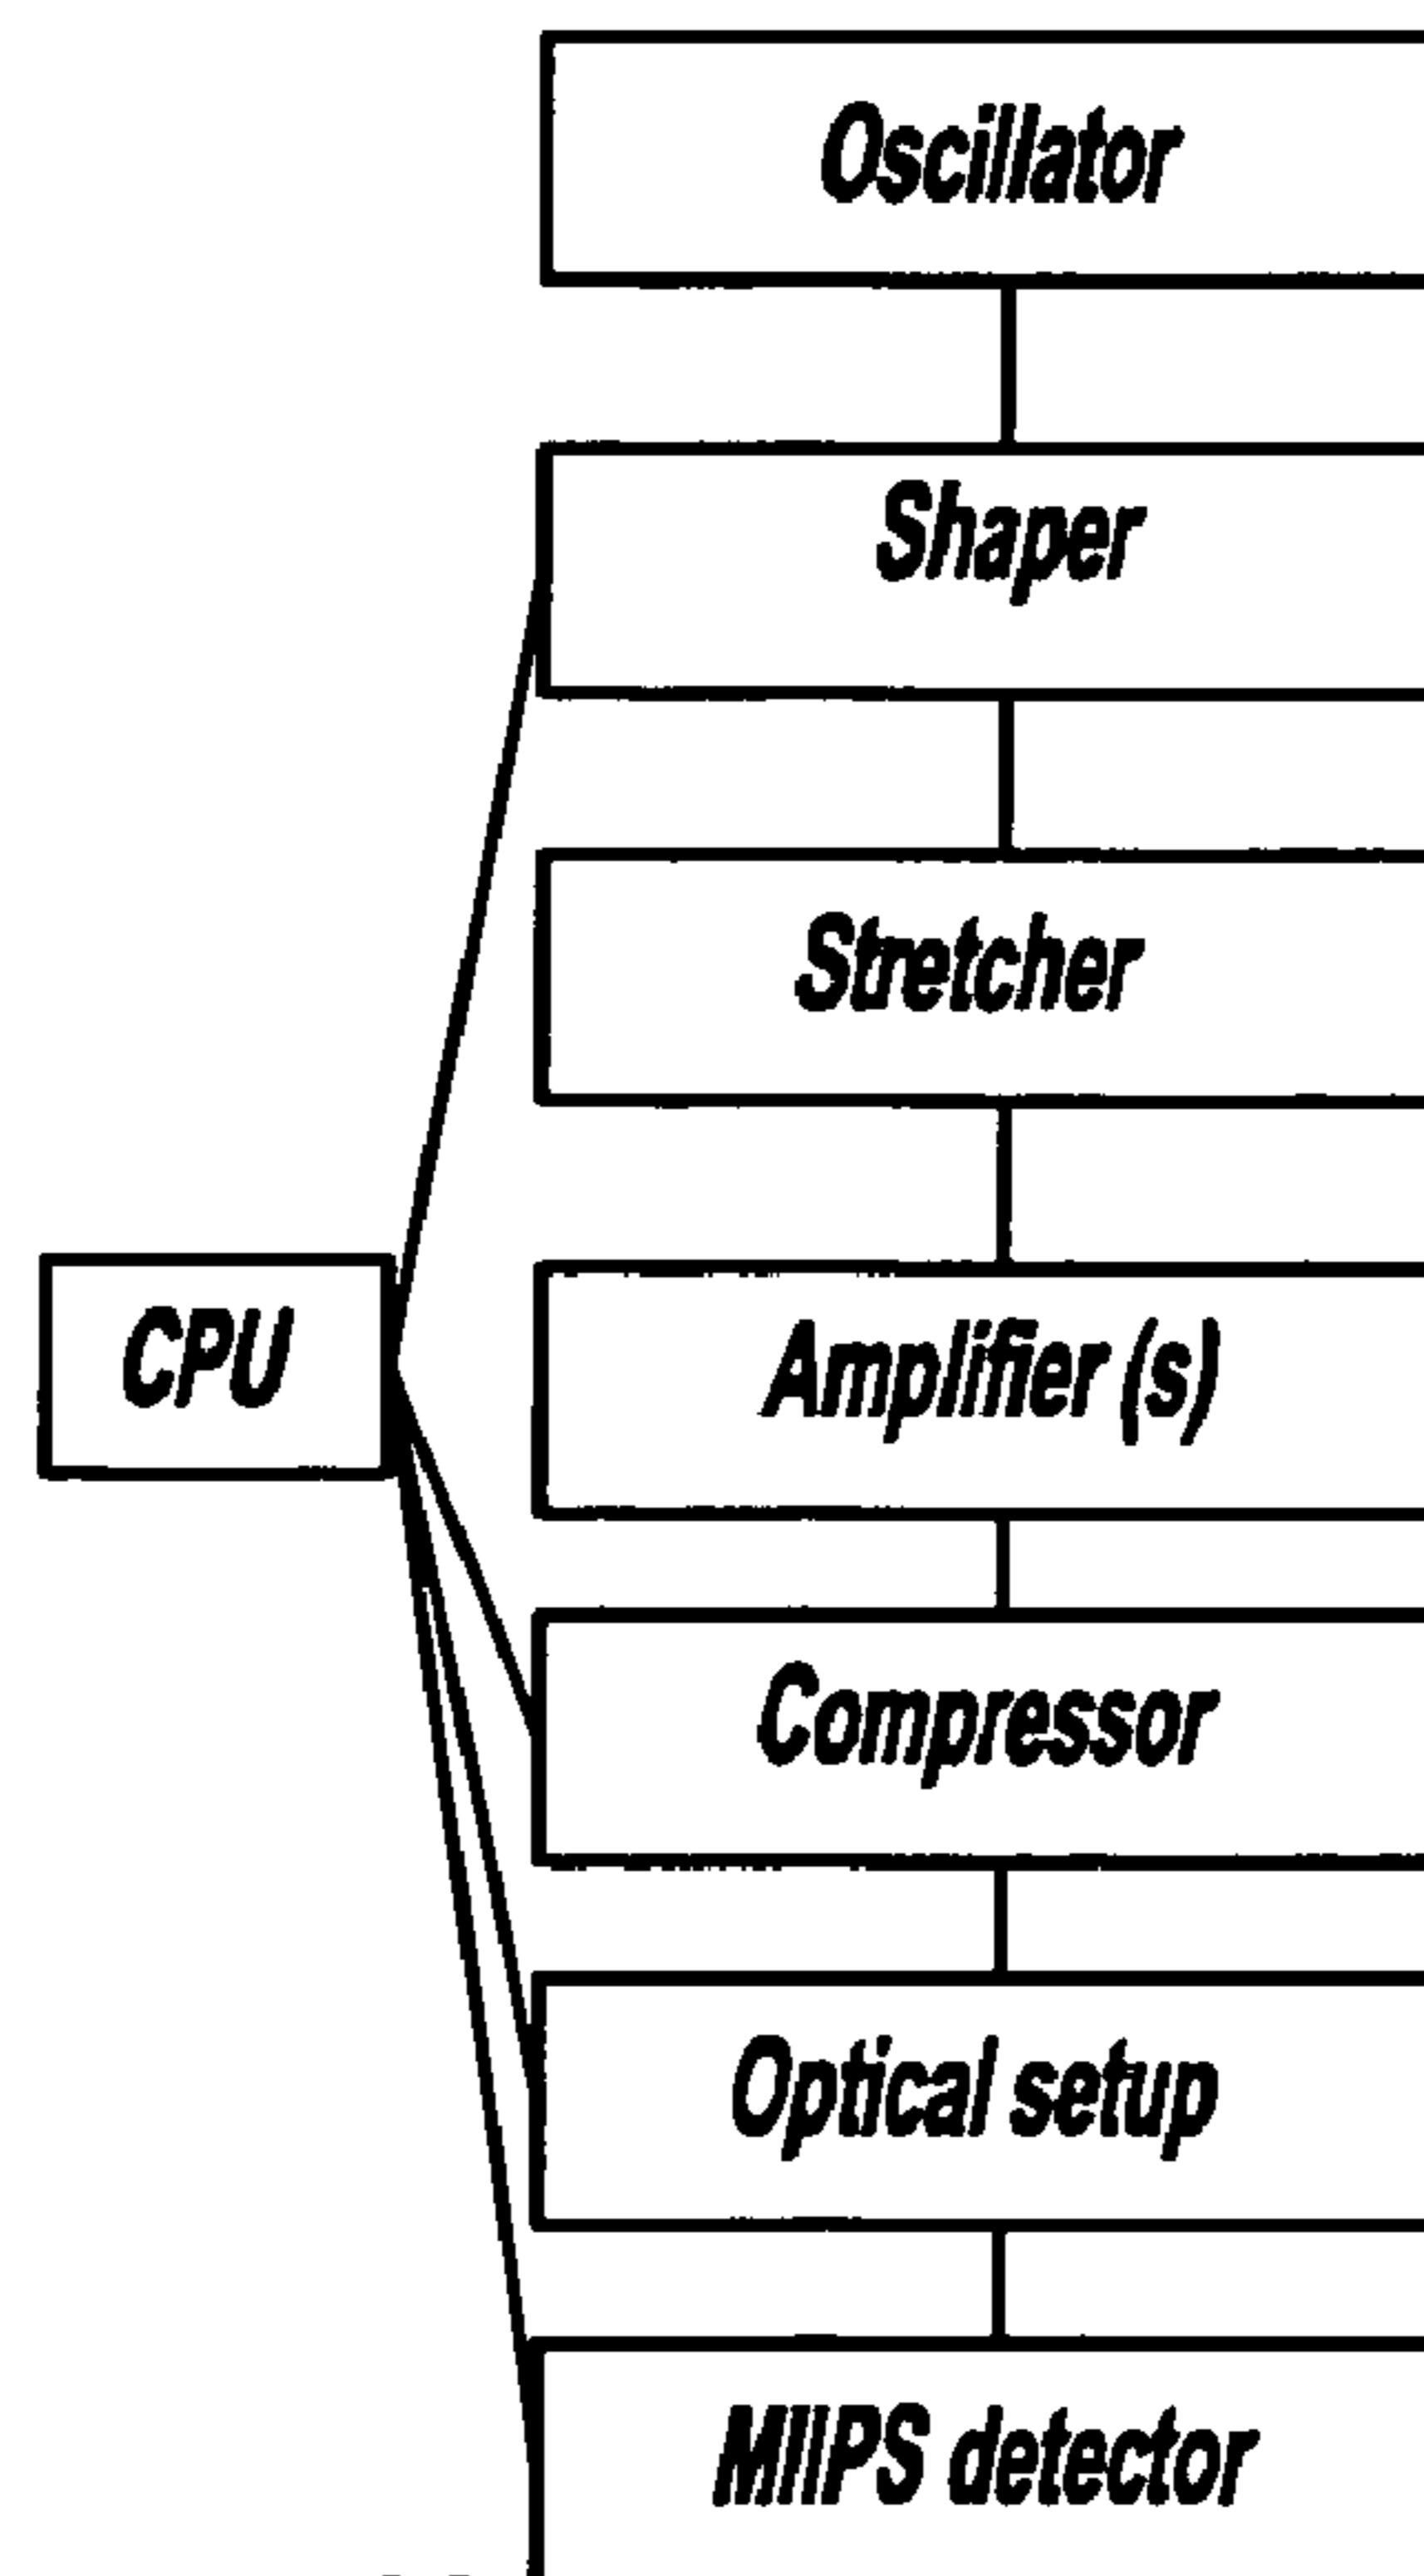 Oscillator
Shaper
Stretcher
CPU
Amplifier (s)
Compressor
Optical setup
MIIPS detector